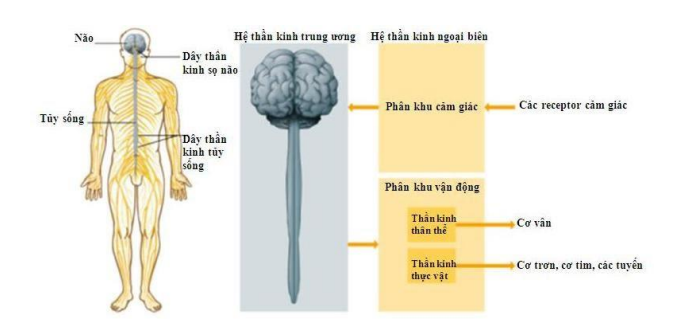 Não
Dây thần
kinh sọ não
Tủy sống
Dây thần
kinh tủy
sống
Hệ thần kinh trung ương
Hệ thần kinh ngoại biên
Phân khu cảm giác
Các receptor cảm giác
Phân khu vận động
Thần kinh
thân thể
Cơ vân
Thần kinh
thực vật
Cơ trơn, cơ tim, các tuyến